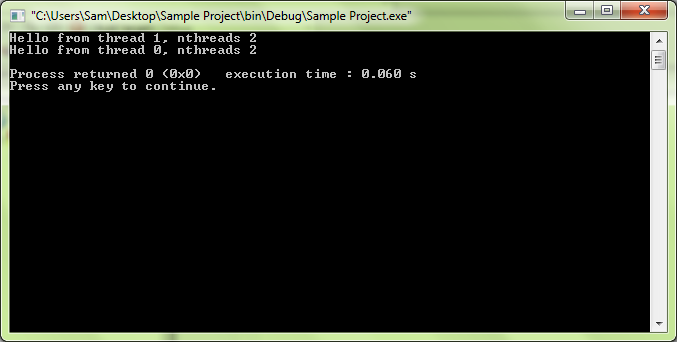 "C:\Users\Sam\Desktop\Sample Project\bin\Debug\Sample Project.exe"
Hello from thread 1, nthreads 2
Hello from thread 0, nthreads 2
Process returned 0 (0x0)   execution time : 0.060 s
Press any key to continue.